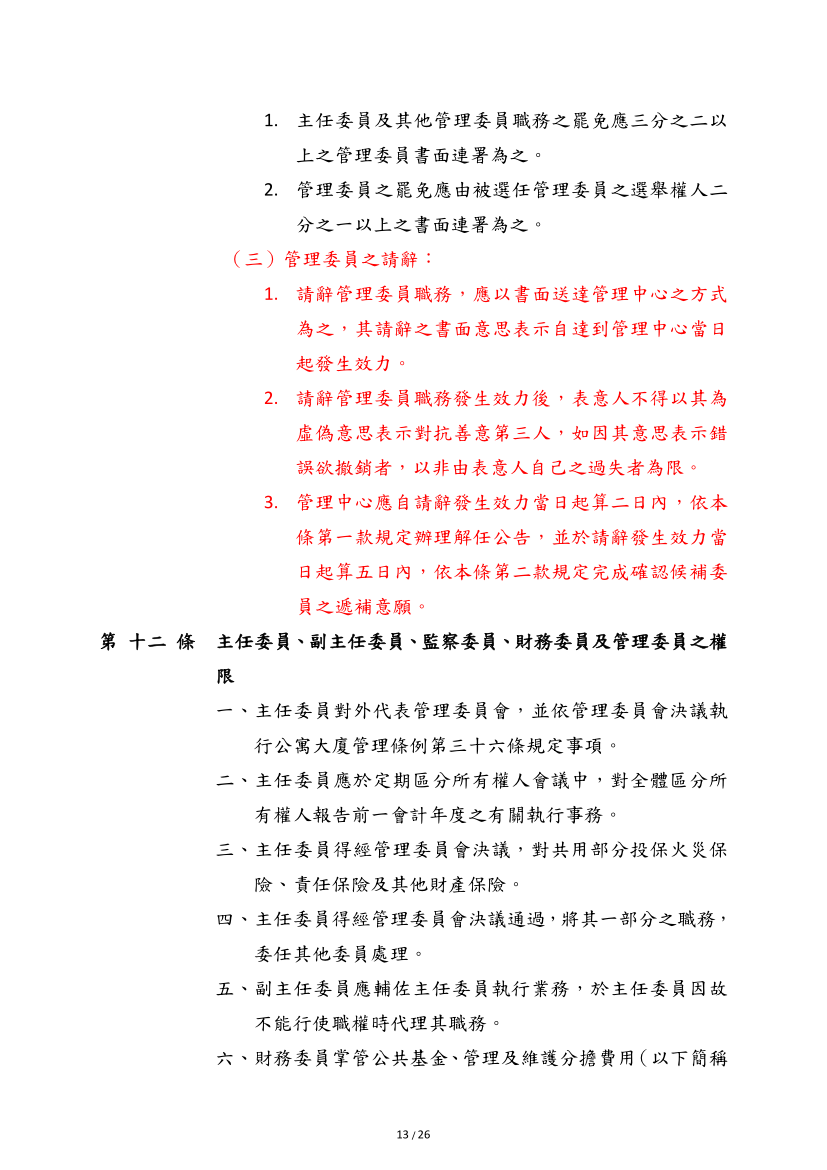 1. 主任委員及其他管理委員職務之罷免應三分之二以
上之管理委員書面連署為之。
2. 管理委員之罷免應由被選任管理委員之選舉權人二
分之一以上之書面連署為之。
（三）管理委員之請辭：
1. 請辭管理委員職務，應以書面送達管理中心之方式
為之，其請辭之書面意思表示自達到管理中心當日
起發生效力。
2. 請辭管理委員職務發生效力後，表意人不得以其為
虛偽意思表示對抗善意第三人，如因其意思表示錯
誤欲撤銷者，以非由表意人自己之過失者為限。
3. 管理中心應自請辭發生效力當日起算二日內，依本
條第一款規定辦理解任公告，並於請辭發生效力當
日起算五日內，依本條第二款規定完成確認候補委
員之遞補意願。
第 十二 條 主任委員、副主任委員、監察委員、財務委員及管理委員之權
限
一、主任委員對外代表管理委員會，並依管理委員會決議執
行公寓大廈管理條例第三十六條規定事項。
二、主任委員應於定期區分所有權人會議中，對全體區分所
有權人報告前一會計年度之有關執行事務。
三、主任委員得經管理委員會決議，對共用部分投保火災保
險、責任保險及其他財產保險。
四、主任委員得經管理委員會決議通過，將其一部分之職務，
委任其他委員處理。
五、副主任委員應輔佐主任委員執行業務，於主任委員因故
不能行使職權時代理其職務。
六、財務委員掌管公共基金、管理及維護分擔費用（以下簡稱
13 / 26